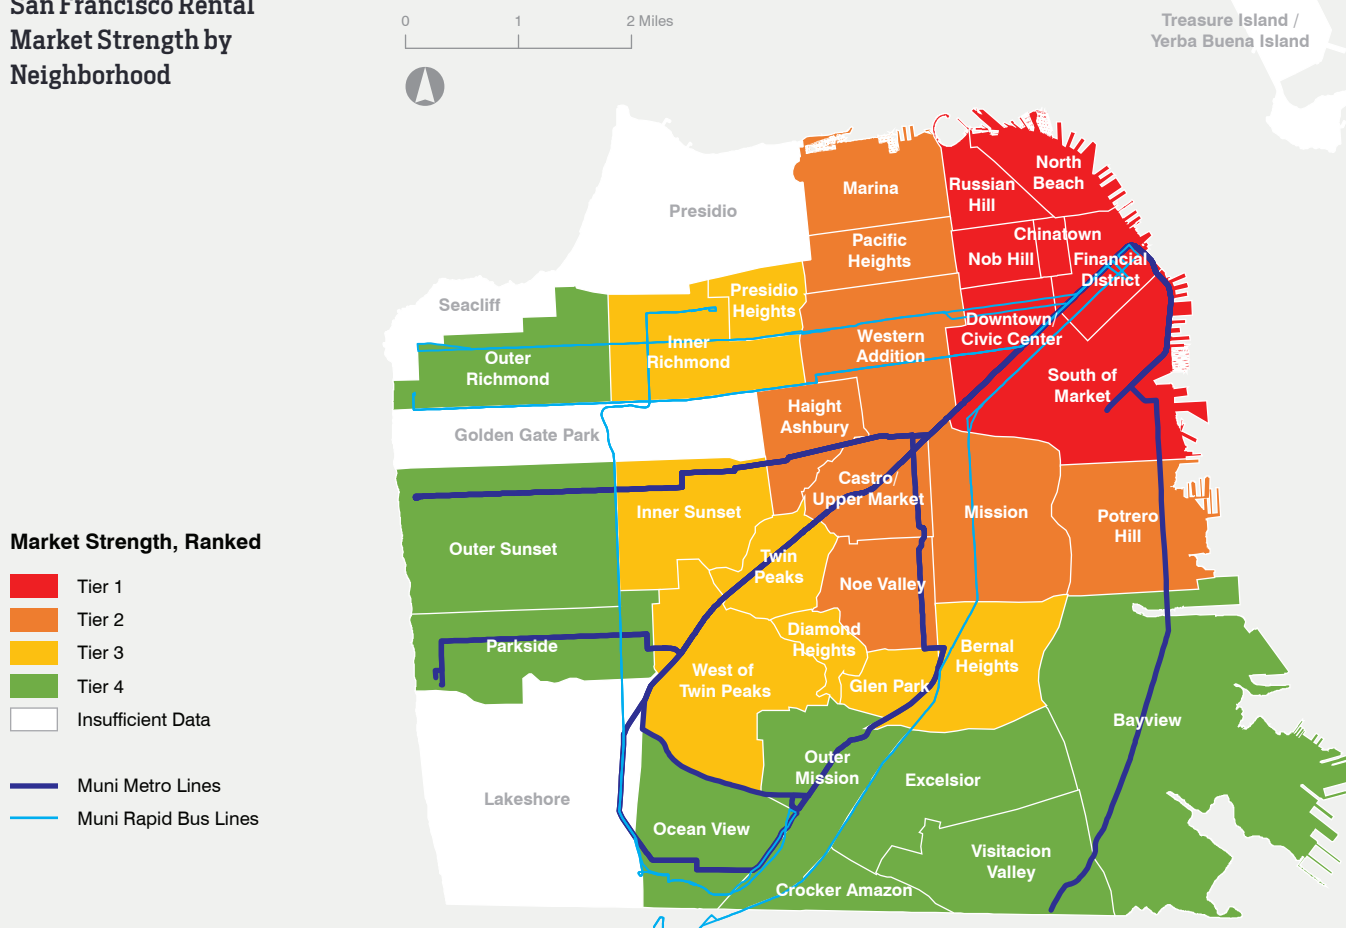 San Francisco Rental
Market Strength by
Neighborhood
0 1 2 Miles
Treasure Island /
Yerba Buena Island
North
Beach
Russian
Hill
Marina
Presidio
Chinatown
Pacific
Heights
Nob Hill
Financial
District
Presidio
Heights
Seacliff
Downtown/
Civic Center
Western
Addition
Inner
Richmond
Outer
Richmond
South of
Market
Haight
Ashbury
Golden Gate Park
Castro/
Upper Market
Inner Sunset
Mission
Potrero
Hill
Outer Sunset
Twin
Peaks
Noe Valley
Diamond
Heights
Parkside
Bernal
Heights
West of
Twin Peaks
Glen Park
Bayview
Outer
Mission
Excelsior
Lakeshore
Ocean View
Visitacion
Valley
Crocker Amazon
Market Strength, Ranked
Tier 1
Tier 2
Tier 3
Tier 4
Insufficient Data
Muni Metro Lines
Muni Rapid Bus Lines